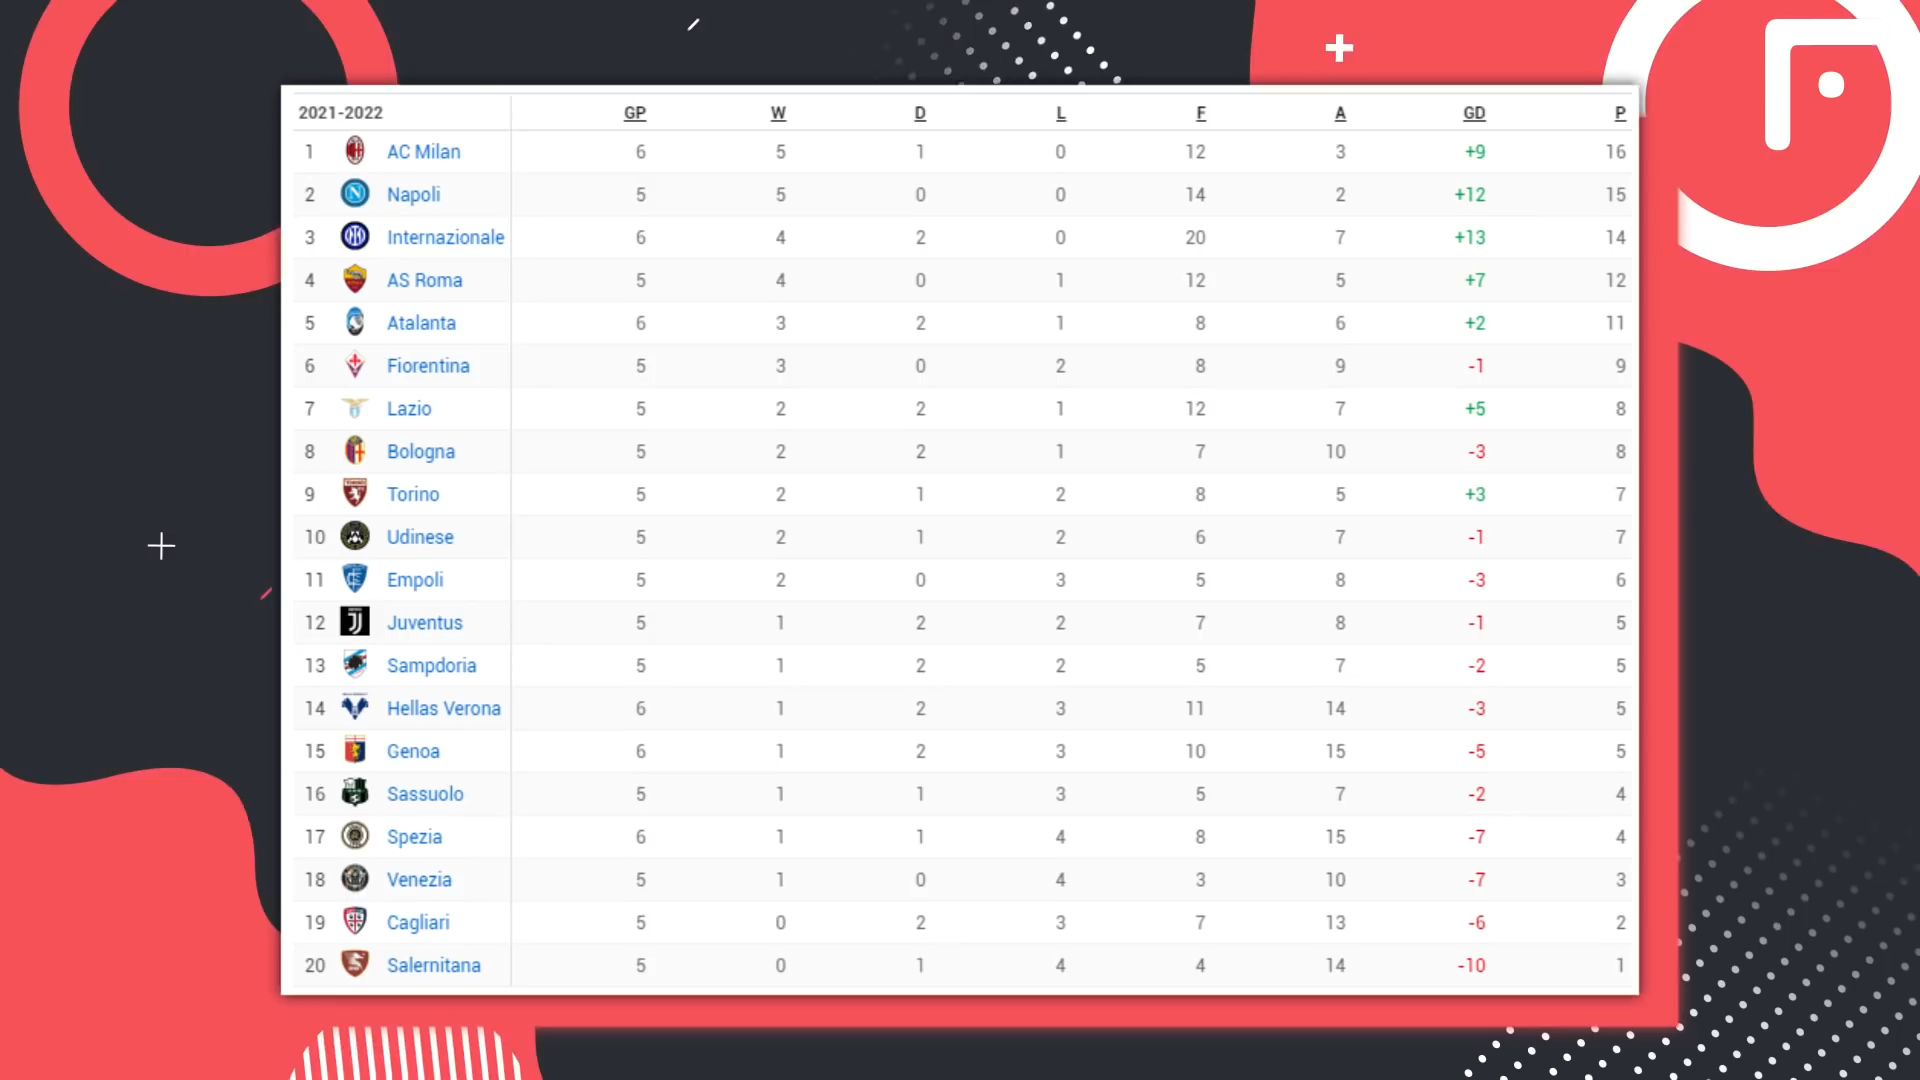 2021-2022 GP W D L F A GD P
1 AC Milan 6 5 1 0 12 3 +9 16
2 Napoli 5 5 0 0 14 2 +12 15
3 Internazionale 6 4 2 0 20 7 +13 14
4 AS Roma 5 4 0 1 12 5 +7 12
5 Atalanta 6 3 2 1 8 6 +2 11
6 Fiorentina 5 3 0 2 8 9 -1 9
7 Lazio 5 2 2 1 12 7 +5 8
8 Bologna 5 2 2 1 7 10 -3 8
9 Torino 5 2 1 2 8 5 +3 7
10 Udinese 5 2 1 2 6 7 -1 7
11 Empoli 5 2 0 3 5 8 -3 6
12 Juventus 5 1 2 2 7 8 -1 5
13 Sampdoria 5 1 2 2 5 7 -2 5
14 Hellas Verona 6 1 2 3 11 14 -3 5
15 Genoa 6 1 2 3 10 15 -5 5
16 Sassuolo 5 1 1 3 5 7 -2 4
17 Spezia 6 1 1 4 8 15 -7 4
18 Venezia 5 1 0 4 3 10 -7 3
19 Cagliari 5 0 2 3 7 13 -6 2
20 Salernitana 5 0 1 4 4 14 -10 1